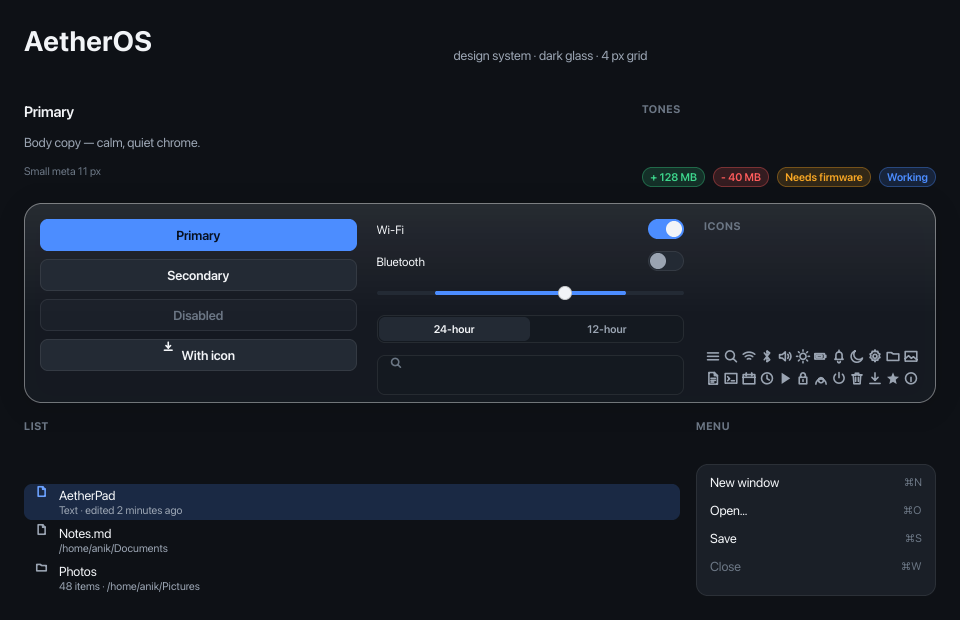 AetherOS
design system · dark glass · 4 px grid
Primary
TONES
Body copy — calm, quiet chrome.
Small meta 11 px
+ 128 MB
- 40 MB
Needs firmware
Working
Primary
Secondary
Disabled
With icon
Wi-Fi
Bluetooth
24-hour
12-hour
ICONS
LIST
AetherPad
Text · edited 2 minutes ago
Notes.md
/home/anik/Documents
Photos
48 items · /home/anik/Pictures
MENU
New window ⌘N
Open... ⌘O
Save ⌘S
Close ⌘W